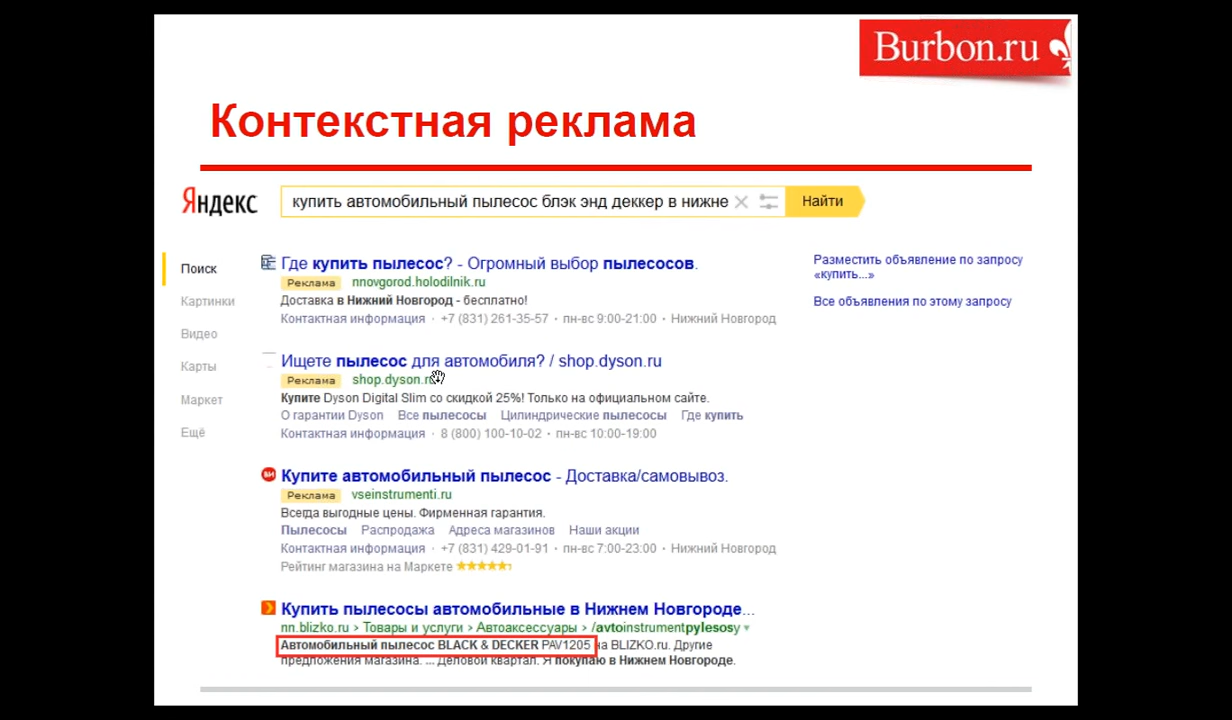 Burbon.ru
Контекстная реклама
Яндекс
купить автомобильный пылесос блэк энд деккер в нижне
Найти
Поиск
Картинки
Видео
Карты
Маркет
Ещё
Где купить пылесос? - Огромный выбор пылесосов.
Реклама nnovgorod.holodilnik.ru
Доставка в Нижний Новгород - бесплатно!
Контактная информация · +7 (831) 261-35-57 · пн-вс 9:00-21:00 · Нижний Новгород
Ищете пылесос для автомобиля? / shop.dyson.ru
Реклама shop.dyson.ru
Купите Dyson Digital Slim со скидкой 25%! Только на официальном сайте.
О гарантии Dyson Все пылесосы Цилиндрические пылесосы Где купить
Контактная информация · 8 (800) 100-10-02 · пн-вс 10:00-19:00
Купите автомобильный пылесос - Доставка/самовывоз.
Реклама vseinstrumenti.ru
Всегда выгодные цены. Фирменная гарантия.
Пылесосы Распродажа Адреса магазинов Наши акции
Контактная информация · +7 (831) 429-01-91 · пн-вс 7:00-23:00 · Нижний Новгород
Рейтинг магазина на Маркете
Купить пылесосы автомобильные в Нижнем Новгороде...
nn.blizko.ru › Товары и услуги › Автоаксессуары › /avtoinstrumentpylesosy
Автомобильный пылесос BLACK & DECKER PAV1205 на BLIZKO.ru. Другие
предложения магазина. ... Деловой квартал. Я покупаю в Нижнем Новгороде.
Разместить объявление по запросу
«купить...»
Все объявления по этому запросу